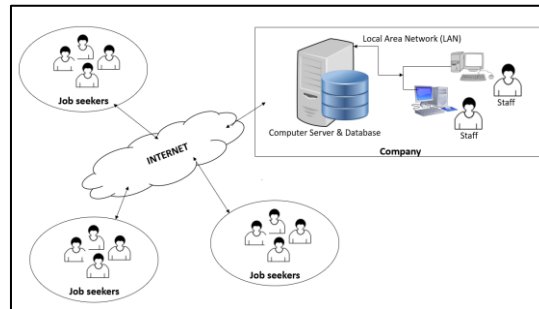 Local Area Network (LAN)
Job seekers
Staff
Computer Server & Database
Staff
INTERNET
Company
Job seekers
Job seekers